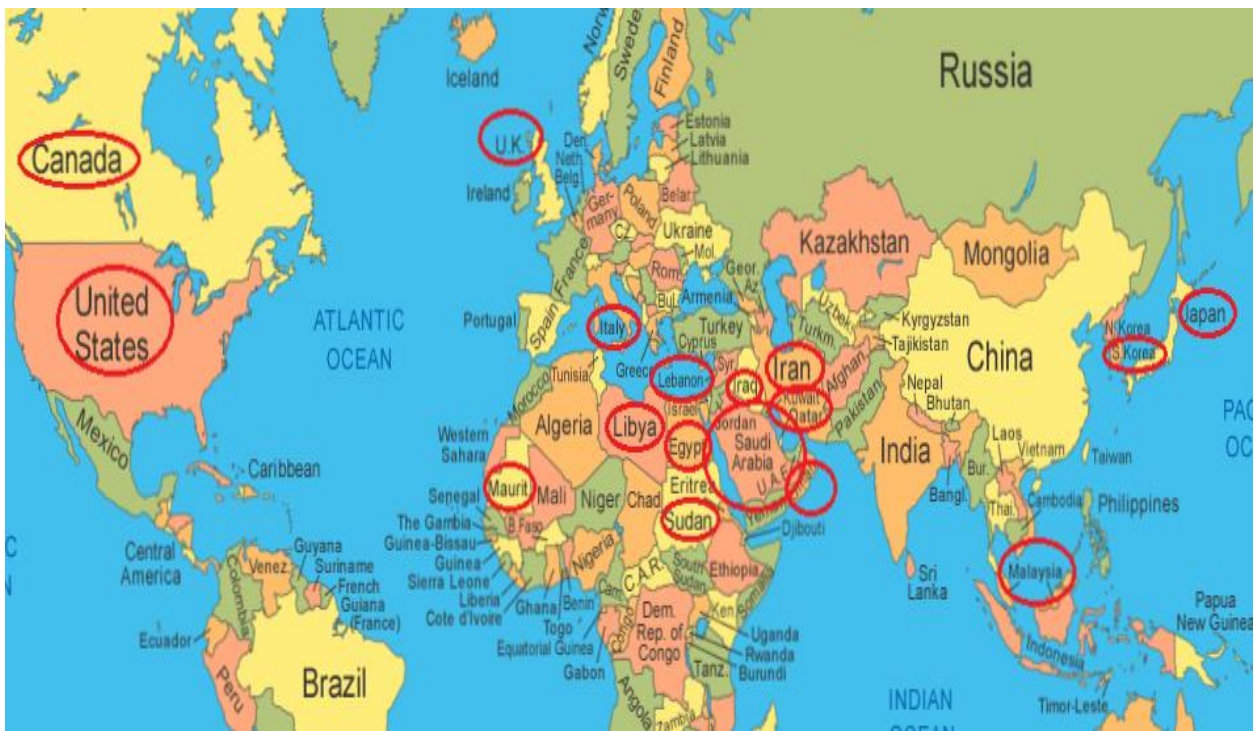 Canada
United
States
Mexico
ATLANTIC
OCEAN
Caribbean
Central
America
Guyana
Suriname
French
Guiana
(France)
Venez.
Colombia
Ecuador
Peru
Brazil
Iceland
Norw
Sweden
Finland
Russia
U.K.
Ireland
Den.
Neth
Belg.
Estonia
Latvia
Lithuania
Belar.
Poland
Ger-
many
Cz.
Ukraine
Mol.
Rom.
Bul.
France
Spain
Portugal
Italy
Greece
Turkey
Cyprus
Geor.
Az.
Armenia
Syr.
Lebanon
Israel
Jordan
Iraq
Iran
Kuwait
Qatar
Saudi
Arabia
U.A.E.
Yemen
Kazakhstan
Uzbek.
Turkm.
Kyrgyzstan
Tajikistan
Afghan.
Pakistan
Mongolia
China
N. Korea
S. Korea
Japan
Nepal
Bhutan
India
Bangl.
Bur.
Laos
Vietnam
Thai.
Cambodia
Taiwan
Philippines
Malaysia
Indonesia
Sri
Lanka
Papua
New Guinea
Timor-Leste
PAC
OC
INDIAN
OCEAN
Morocco
Western
Sahara
Algeria
Tunisia
Libya
Egypt
Maurit.
Mali
Niger
Chad
Sudan
Eritrea
Djibouti
Senegal
The Gambia
Guinea-Bissau
Guinea
Sierra Leone
Liberia
Cote d'Ivoire
B.Faso
Ghana
Togo
Benin
Nigeria
Equatorial Guinea
Gabon
Cam.
Congo
C.A.R.
South
Sudan
Ethiopia
Somalia
Ken.
Uganda
Rwanda
Burundi
Dem.
Rep. of
Congo
Tanz.
Angola
Zambia
C
N